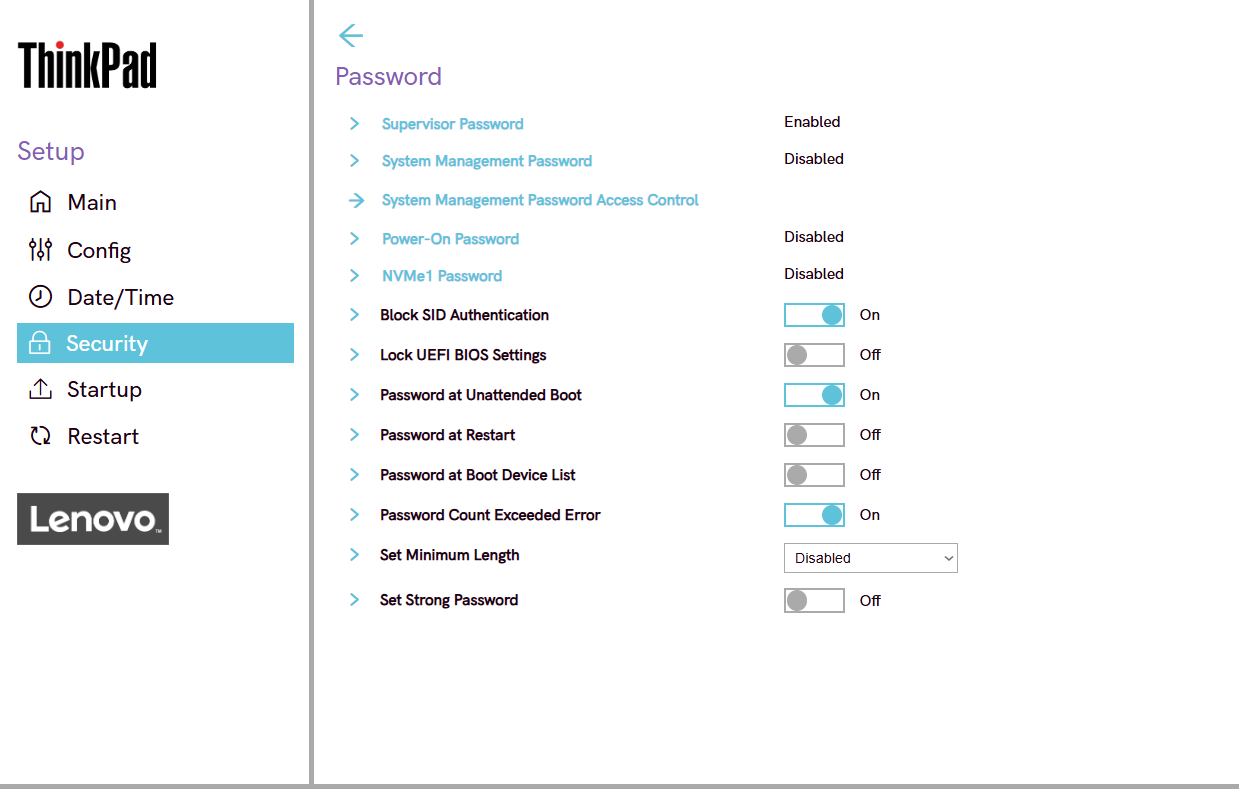 ThinkPad
Setup
Main
Config
Date/Time
Security
Startup
Restart
Lenovo™
Password
Supervisor Password Enabled
System Management Password Disabled
System Management Password Access Control
Power-On Password Disabled
NVMe1 Password Disabled
Block SID Authentication On
Lock UEFI BIOS Settings Off
Password at Unattended Boot On
Password at Restart Off
Password at Boot Device List Off
Password Count Exceeded Error On
Set Minimum Length Disabled
Set Strong Password Off